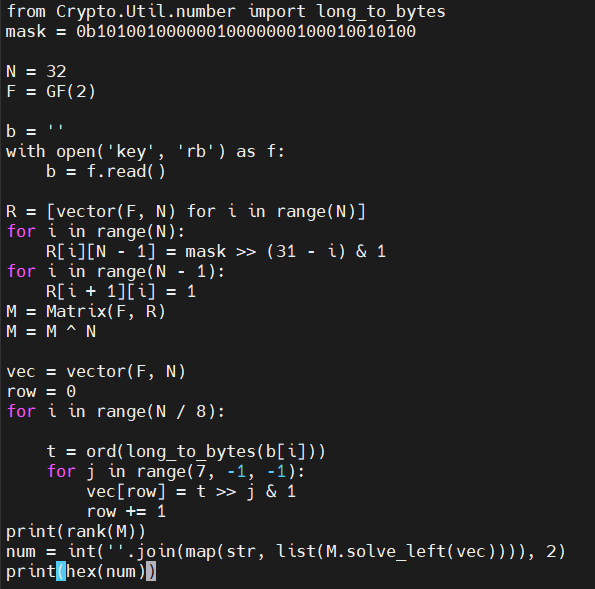 from Crypto.Util.number import long_to_bytes
mask = 0b10100100000010000000100010010100
N = 32
F = GF(2)
b = ''
with open('key', 'rb') as f:
    b = f.read()
R = [vector(F, N) for i in range(N)]
for i in range(N):
    R[i][N - 1] = mask >> (31 - i) & 1
for i in range(N - 1):
    R[i + 1][i] = 1
M = Matrix(F, R)
M = M ^ N
vec = vector(F, N)
row = 0
for i in range(N / 8):
    t = ord(long_to_bytes(b[i]))
    for j in range(7, -1, -1):
        vec[row] = t >> j & 1
        row += 1
print(rank(M))
num = int(''.join(map(str, list(M.solve_left(vec)))), 2)
print(hex(num))